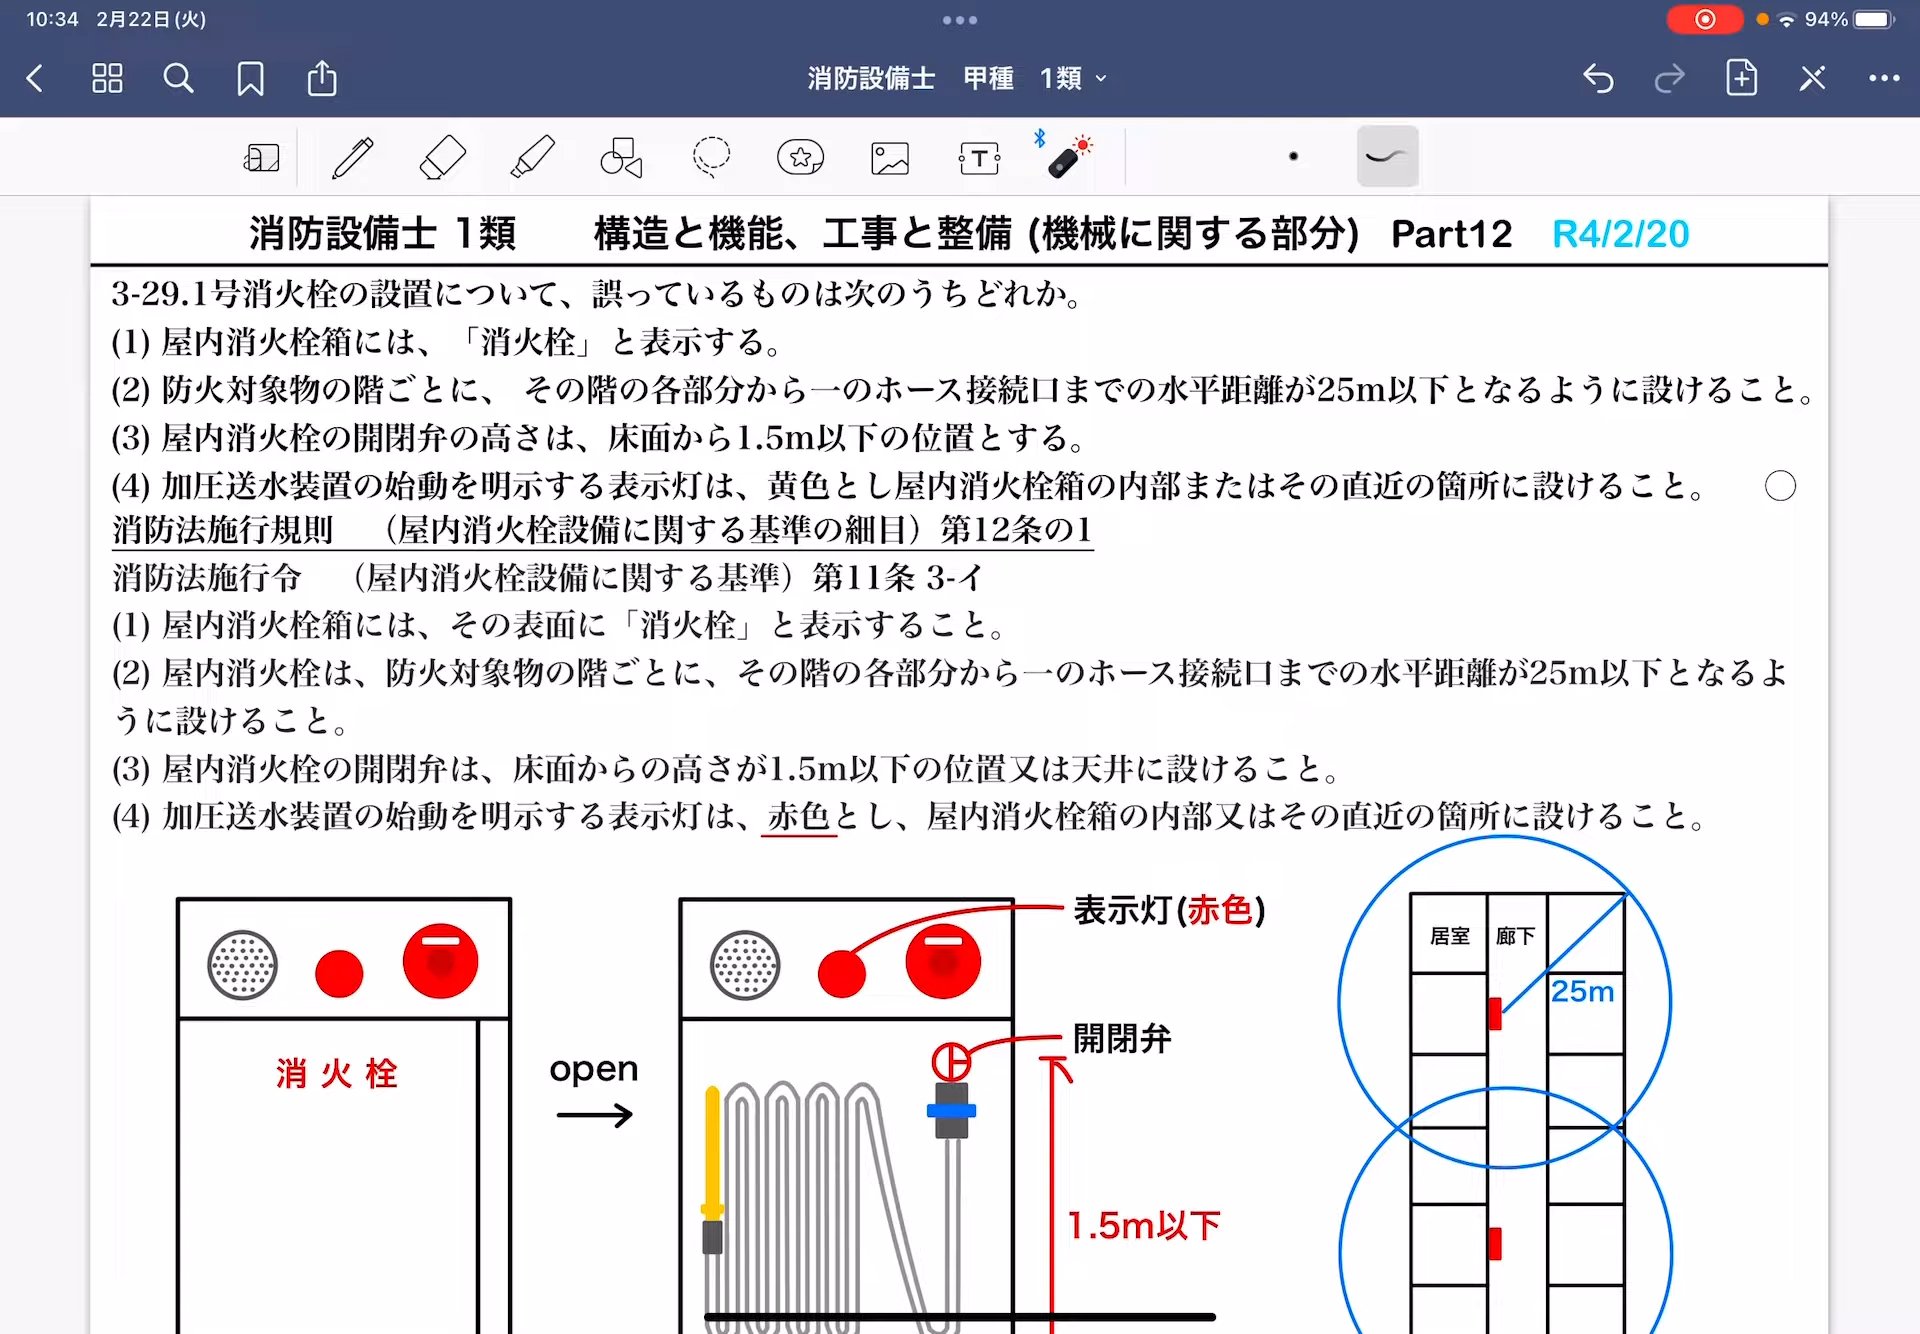 10:34 2月22日(火)
94%
消防設備士 甲種 1類
T
消防設備士 1類 構造と機能、工事と整備 (機械に関する部分) Part12 R4/2/20
3-29.1号消火栓の設置について、誤っているものは次のうちどれか。
(1) 屋内消火栓箱には、「消火栓」と表示する。
(2) 防火対象物の階ごとに、 その階の各部分から一のホース接続口までの水平距離が25m以下となるように設けること。
(3) 屋内消火栓の開閉弁の高さは、床面から1.5m以下の位置とする。
(4) 加圧送水装置の始動を明示する表示灯は、黄色とし屋内消火栓箱の内部またはその直近の箇所に設けること。 ○
消防法施行規則 （屋内消火栓設備に関する基準の細目）第12条の1
消防法施行令 （屋内消火栓設備に関する基準）第11条 3-イ
(1) 屋内消火栓箱には、その表面に「消火栓」と表示すること。
(2) 屋内消火栓は、防火対象物の階ごとに、その階の各部分から一のホース接続口までの水平距離が25m以下となるよ
うに設けること。
(3) 屋内消火栓の開閉弁は、床面からの高さが1.5m以下の位置又は天井に設けること。
(4) 加圧送水装置の始動を明示する表示灯は、赤色とし、屋内消火栓箱の内部又はその直近の箇所に設けること。
表示灯(赤色)
居室 廊下
25m
開閉弁
消火栓
open
1.5m以下